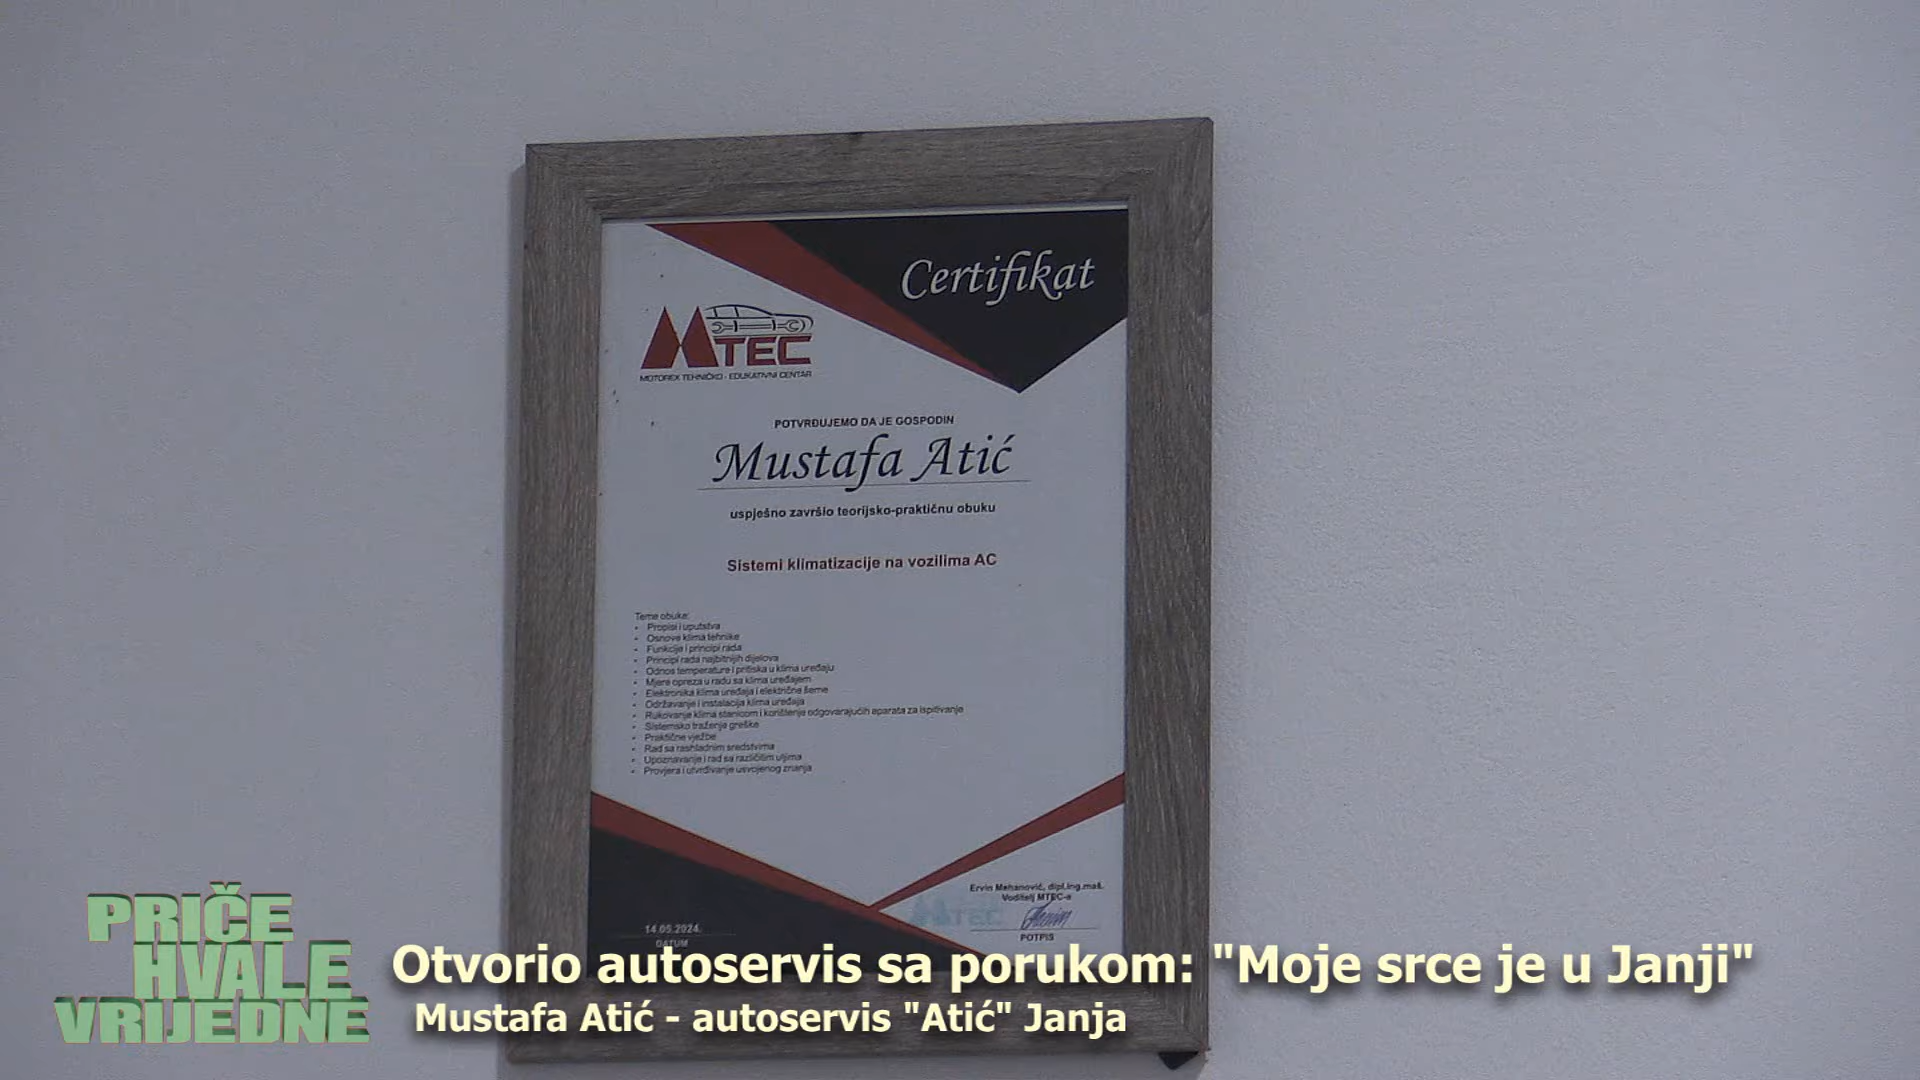 Certifikat
MTEC
MOTOREX TEHNIČKO - EDUKATIVNI CENTAR
POTVRĐUJEMO DA JE GOSPODIN
Mustafa Atić
uspješno završio teorijsko-praktičnu obuku
Sistemi klimatizacije na vozilima AC
Teme obuke:
• Propisi i uputstva
• Osnove klima tehnike
• Funkcije i principi rada
• Principi rada najbitnijih dijelova
• Odnos temperature i pritiska u klima uređaju
• Mjere opreza u radu sa klima uređajem
• Elektronika klima uređaja i električne šeme
• Održavanje i instalacija klima uređaja
• Rukovanje klima stanicom i korištenje odgovarajućih aparata za ispitivanje
• Sistemsko traženje greške
• Praktične vježbe
• Rad sa rashladnim sredstvima
• Upoznavanje i rad sa različitim uljima
• Provjera i utvrđivanje usvojenog znanja
Ervin Mehanović, dipl.ing.maš.
Voditelj MTEC-a
MTEC
POTPIS
14.05.2024.
DATUM
PRIČE
HVALE
VRIJEDNE
Otvorio autoservis sa porukom: "Moje srce je u Janji"
Mustafa Atić - autoservis "Atić" Janja